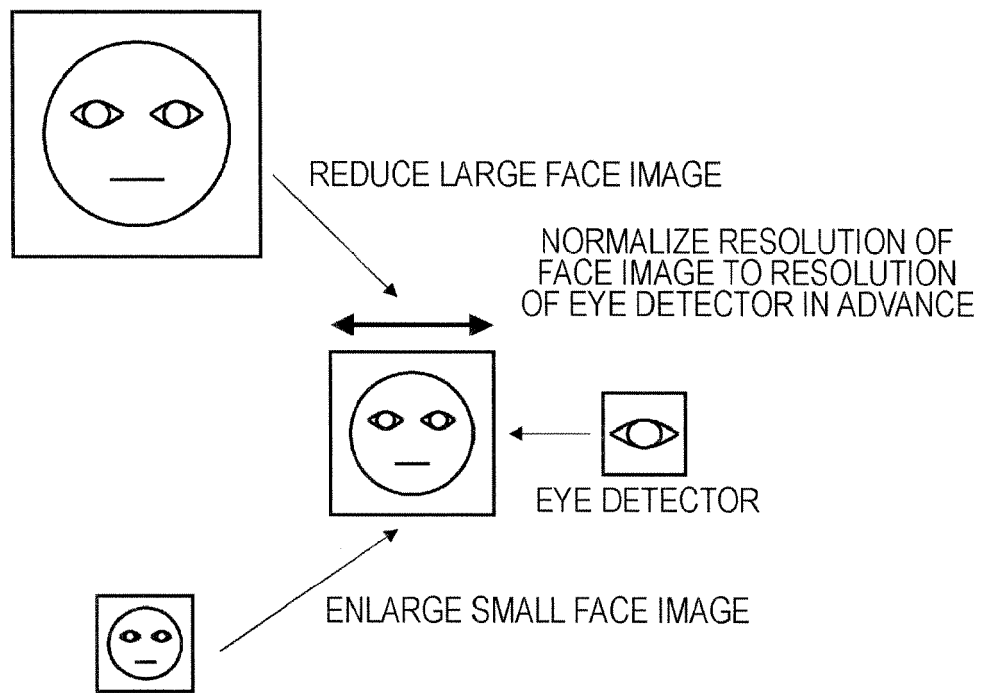 REDUCE LARGE FACE IMAGE
NORMALIZE RESOLUTION OF
FACE IMAGE TO RESOLUTION
OF EYE DETECTOR IN ADVANCE
EYE DETECTOR
ENLARGE SMALL FACE IMAGE